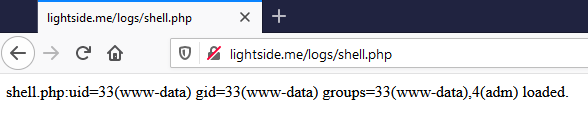 lightside.me/logs/shell.php
lightside.me/logs/shell.php
shell.php:uid=33(www-data) gid=33(www-data) groups=33(www-data),4(adm) loaded.